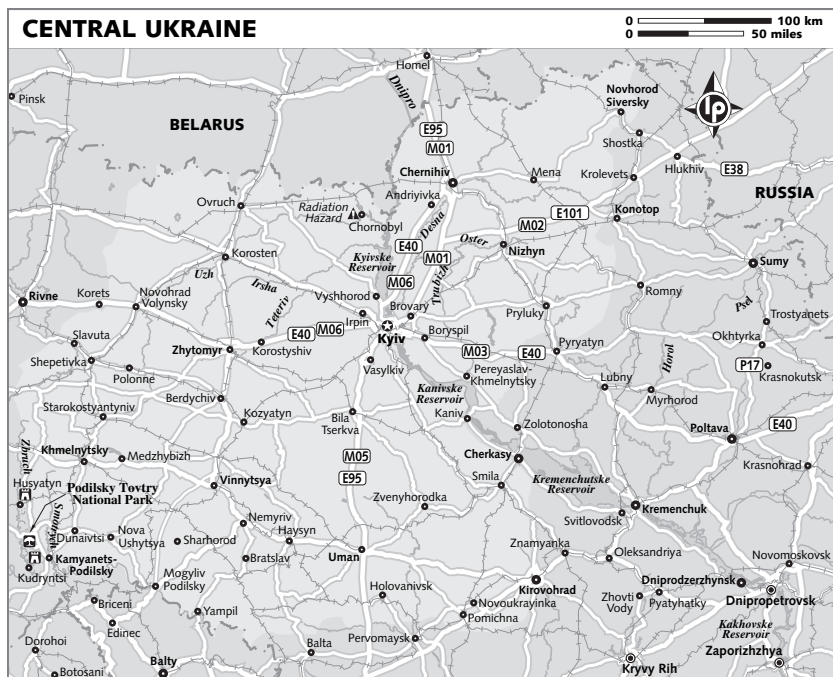 CENTRAL UKRAINE
0 100 km
0 50 miles
Homel
Dnipro
Pinsk
Novhorod
Siversky
lp
BELARUS
E95
M01
Shostka
Chernihiv
Mena
Krolevets
Hlukhiv
E38
RUSSIA
Andriyivka
Ovruch
Radiation
Hazard
Chornobyl
Desna
E101
M02
Konotop
E40
M01
Oster
Nizhyn
Korosten
Kyivske
Reservoir
Sumy
Uzh
Irsha
M06
Trubizh
Rivne
Korets
Novohrad
Volynsky
Teteriv
Vyshhorod
Brovary
Romny
Psel
Irpin
Pryluky
Trostyanets
E40
M06
Kyiv
Boryspil
Okhtyrka
Slavuta
Zhytomyr
Korostyshiv
M03
E40
Pyryatyn
Horol
P17
Shepetivka
Vasylkiv
Pereyaslav-
Khmelnytsky
Krasnokutsk
Polonne
Lubny
Myrhorod
Berdychiv
Kanivske
Reservoir
Starokostyantyniv
Kozyatyn
Bila
Tserkva
Kaniv
Zolotonosha
Poltava
E40
Zbruch
Khmelnytsky
Medzhybizh
M05
Cherkasy
Krasnohrad
Husyatyn
Podilsky Tovtry
National Park
Vinnytsya
E95
Smila
Kremenchutske
Reservoir
Smotrych
Zvenyhorodka
Kremenchuk
Svitlovodsk
Dunaivtsi
Nova
Ushytsya
Sharhorod
Nemyriv
Haysyn
Znamyanka
Oleksandriya
Novomoskovsk
Kamyanets-
Podilsky
Bratslav
Uman
Kudryntsi
Mogyliv
Podilsky
Kirovohrad
Dniprodzerzhynsk
Holovanivsk
Zhovti
Vody
Pyatyhatky
Dnipropetrovsk
Briceni
Yampil
Novoukrayinka
Pomichna
Edinec
Kakhovske
Reservoir
Dorohoi
Balta
Pervomaysk
Zaporizhzhya
Botosani
Balty
Kryvy Rih